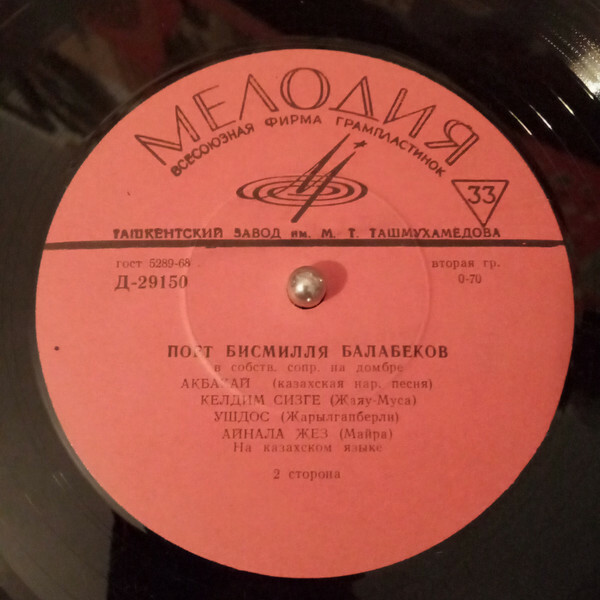 МЕЛОДИЯ
ВСЕСОЮЗНАЯ ФИРМА ГРАМПЛАСТИНОК
33
ТАШКЕНТСКИЙ ЗАВОД им. М. Т. ТАШМУХАМЕДОВА
гост 5289-68
вторая гр.
Д-29150
0-70
ПОЕТ БИСМИЛЛЯ БАЛАБЕКОВ
в собств. сопр. на домбре
АКБАКАЙ (казахская нар. песня)
КЕЛДИМ СИЗГЕ (Жаяу-Муса)
УШДОС (Жарылгапберли)
АЙНАЛА ЖЕЗ (Майра)
На казахском языке
2 сторона